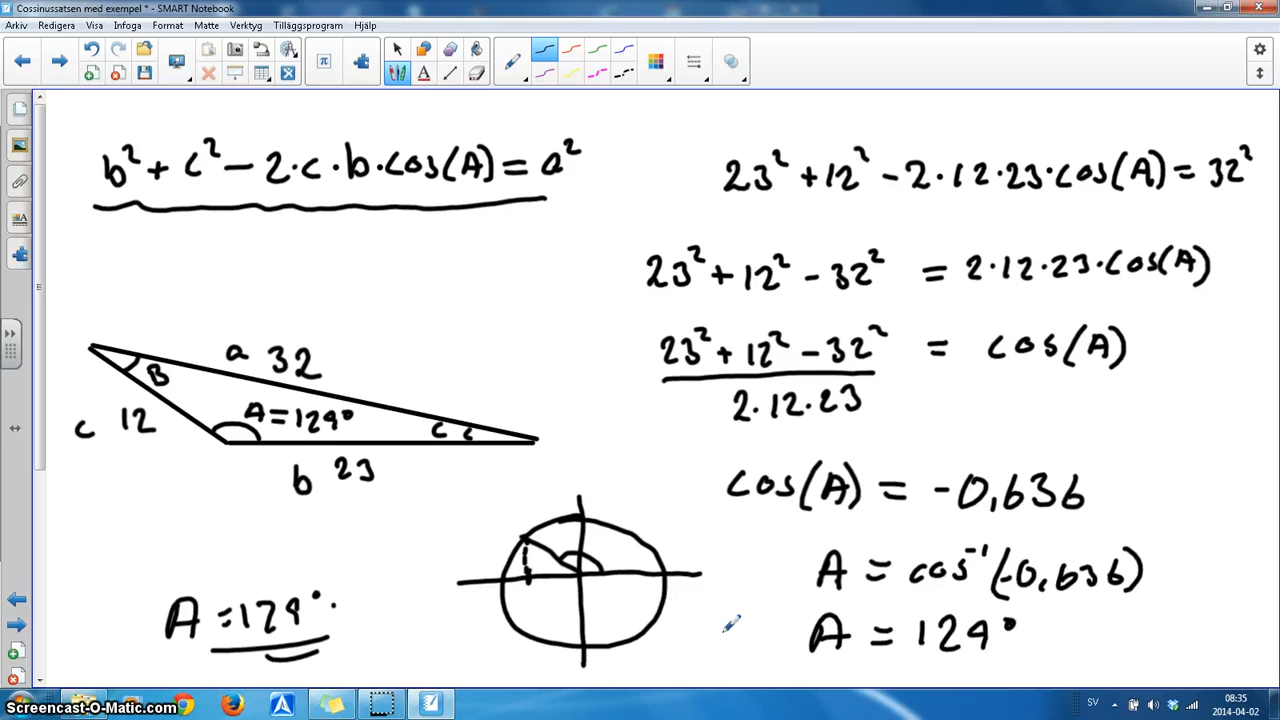 Cossinussatsen med exempel * - SMART Notebook
Arkiv Redigera Visa Infoga Format Matte Verktyg Tilläggsprogram Hjälp
b² + c² - 2·c·b·cos(A) = a²
23² + 12² - 2·12·23·cos(A) = 32²
23² + 12² - 32² = 2·12·23·cos(A)
23² + 12² - 32² = cos(A)
2·12·23
a 32
B
A = 129°
c 12
c
b 23
cos(A) = -0,636
A = cos⁻¹(-0,636)
A = 129°
A = 129°.
Screencast-O-Matic.com
SV
08:35
2014-04-02